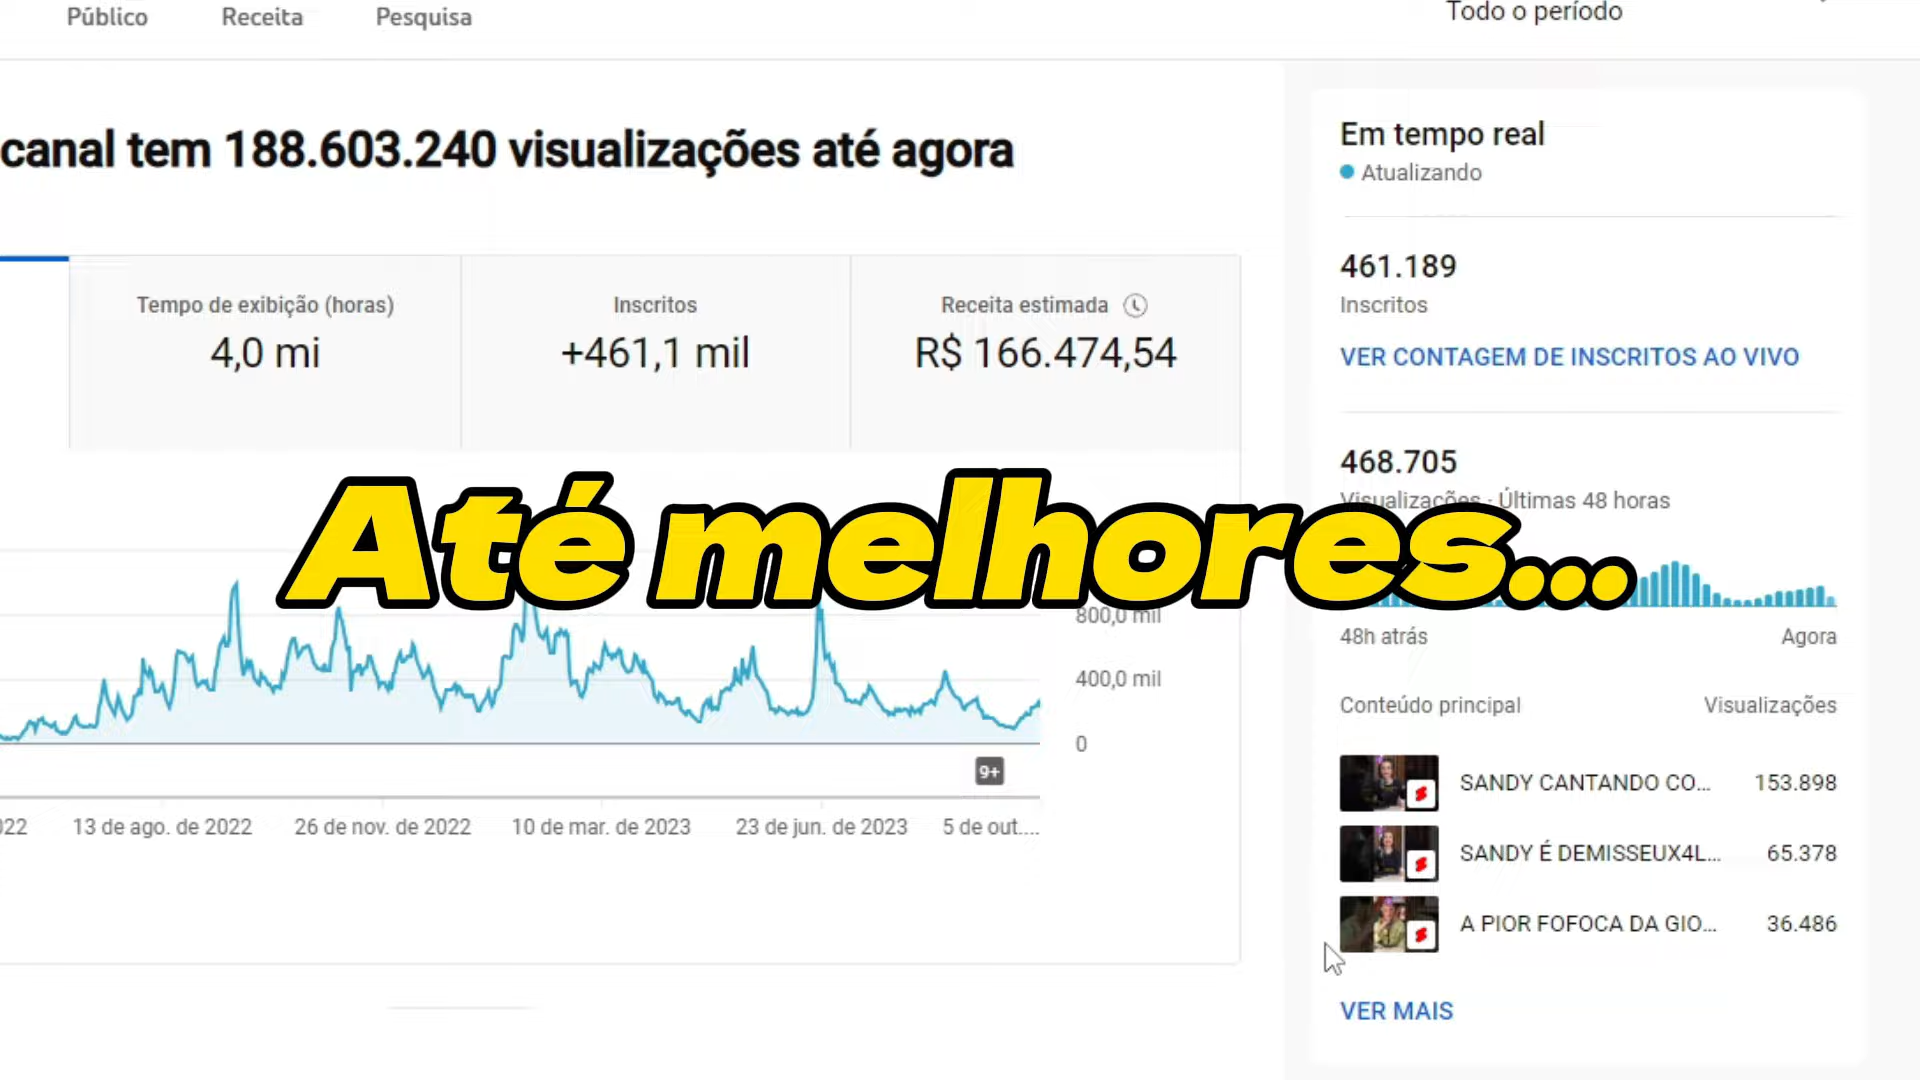 Público Receita Pesquisa
Todo o período
canal tem 188.603.240 visualizações até agora
Tempo de exibição (horas)
4,0 mi
Inscritos
+461,1 mil
Receita estimada
R$ 166.474,54
Até melhores...
800,0 mil
400,0 mil
0
9+
022 13 de ago. de 2022 26 de nov. de 2022 10 de mar. de 2023 23 de jun. de 2023 5 de out....
Em tempo real
Atualizando
461.189
Inscritos
VER CONTAGEM DE INSCRITOS AO VIVO
468.705
Visualizações · Últimas 48 horas
48h atrás Agora
Conteúdo principal Visualizações
SANDY CANTANDO CO... 153.898
SANDY É DEMISSEUX4L... 65.378
A PIOR FOFOCA DA GIO... 36.486
VER MAIS